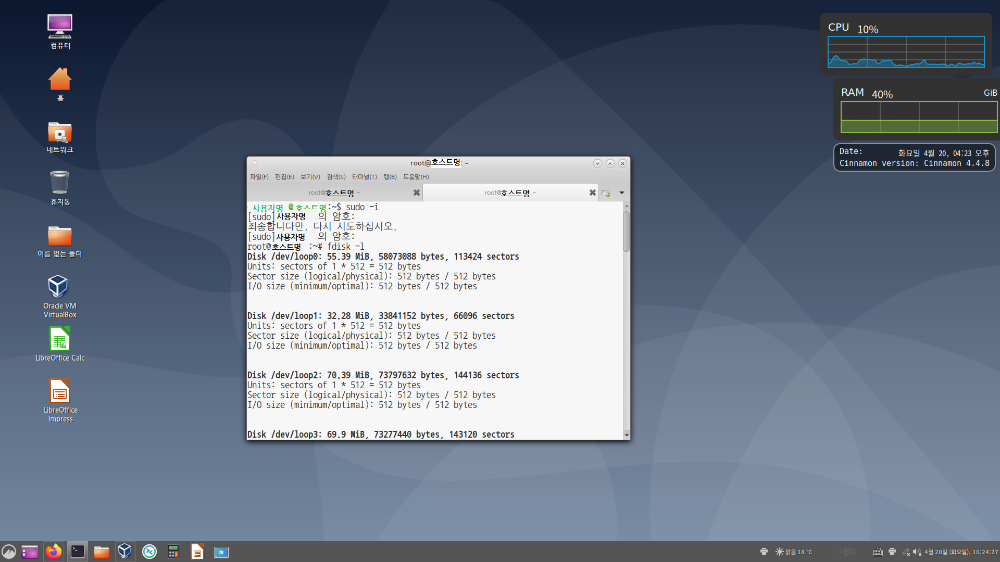 컴퓨터
홈
네트워크
휴지통
이름 없는 폴더
Oracle VM
VirtualBox
LibreOffice Calc
LibreOffice
Impress
CPU 10%
RAM 40% GiB
Date: 화요일 4월 20, 04:23 오후
Cinnamon version: Cinnamon 4.4.8
root@호스트명: ~
파일(F) 편집(E) 보기(V) 검색(S) 터미널(T) 탭(B) 도움말(H)
root@호스트명 ~ root@호스트명: ~
사용자명 @호스트명:~$ sudo -i
[sudo] 사용자명 의 암호:
죄송합니다만, 다시 시도하십시오.
[sudo] 사용자명 의 암호:
root@호스트명 :~# fdisk -l
Disk /dev/loop0: 55.39 MiB, 58073088 bytes, 113424 sectors
Units: sectors of 1 * 512 = 512 bytes
Sector size (logical/physical): 512 bytes / 512 bytes
I/O size (minimum/optimal): 512 bytes / 512 bytes
Disk /dev/loop1: 32.28 MiB, 33841152 bytes, 66096 sectors
Units: sectors of 1 * 512 = 512 bytes
Sector size (logical/physical): 512 bytes / 512 bytes
I/O size (minimum/optimal): 512 bytes / 512 bytes
Disk /dev/loop2: 70.39 MiB, 73797632 bytes, 144136 sectors
Units: sectors of 1 * 512 = 512 bytes
Sector size (logical/physical): 512 bytes / 512 bytes
I/O size (minimum/optimal): 512 bytes / 512 bytes
Disk /dev/loop3: 69.9 MiB, 73277440 bytes, 143120 sectors
맑음 18 °C
4월 20일 (화요일), 16:24:27